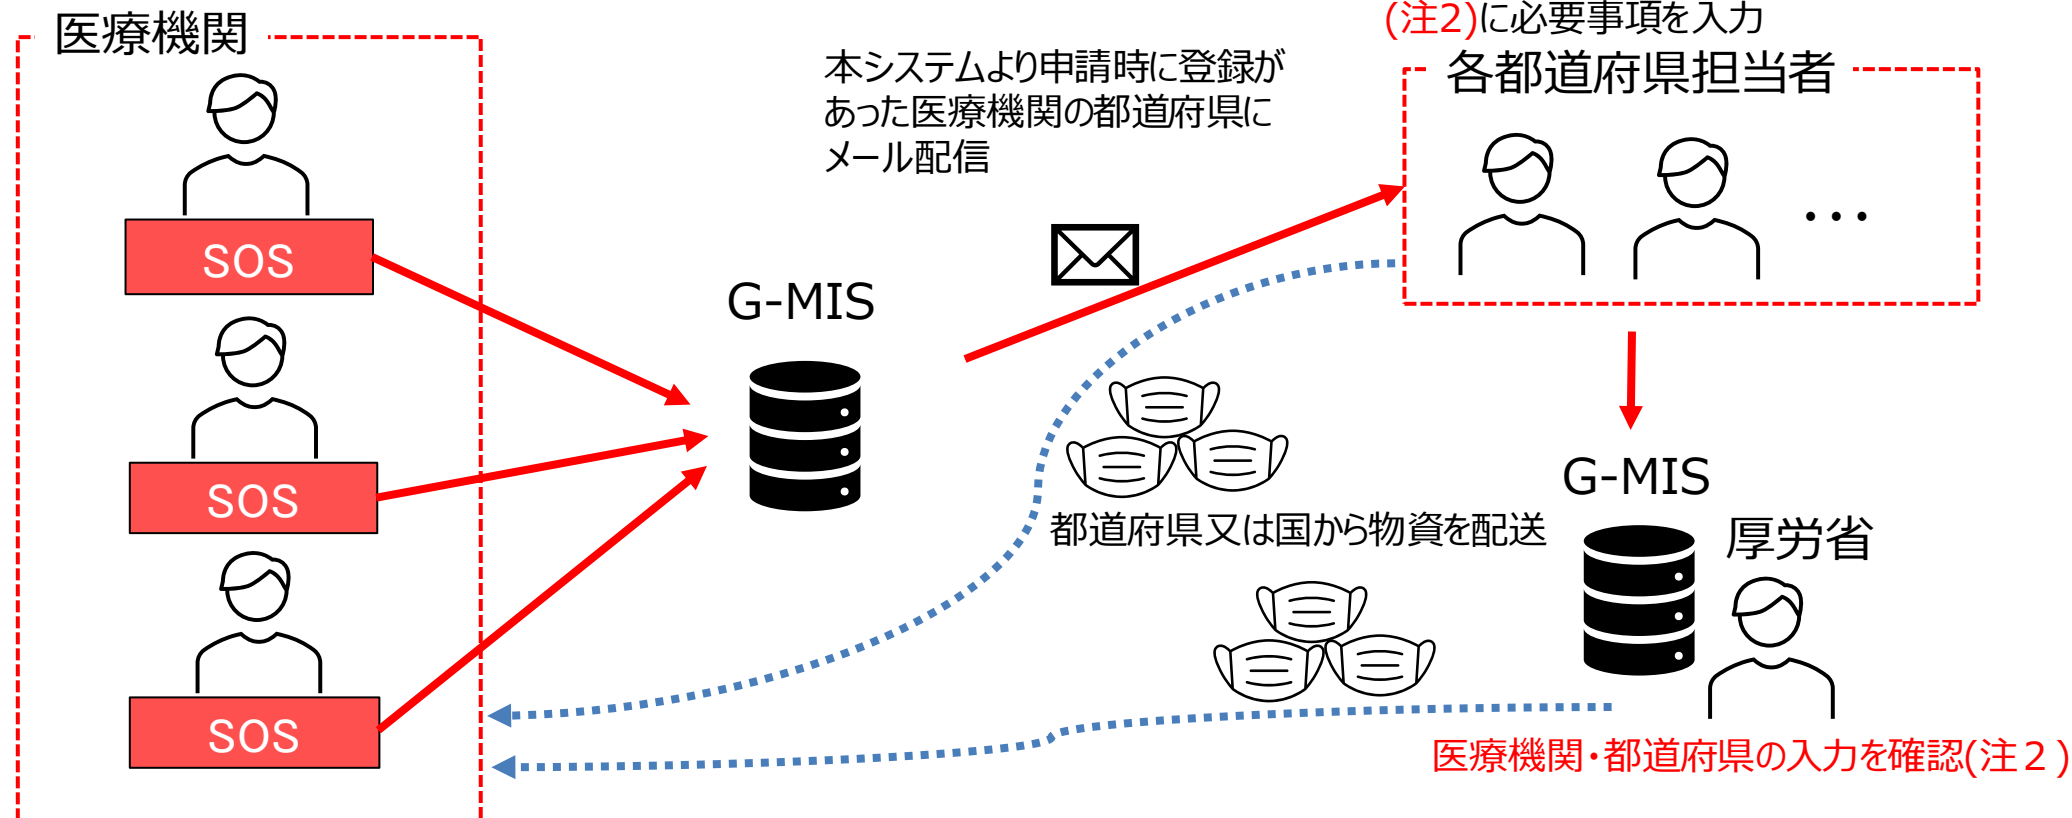 医療機関
SOS
SOS
SOS
G-MIS
本システムより申請時に登録が
あった医療機関の都道府県に
メール配信
(注2)に必要事項を入力
各都道府県担当者
・・・
都道府県又は国から物資を配送
G-MIS
厚労省
医療機関・都道府県の入力を確認(注２)